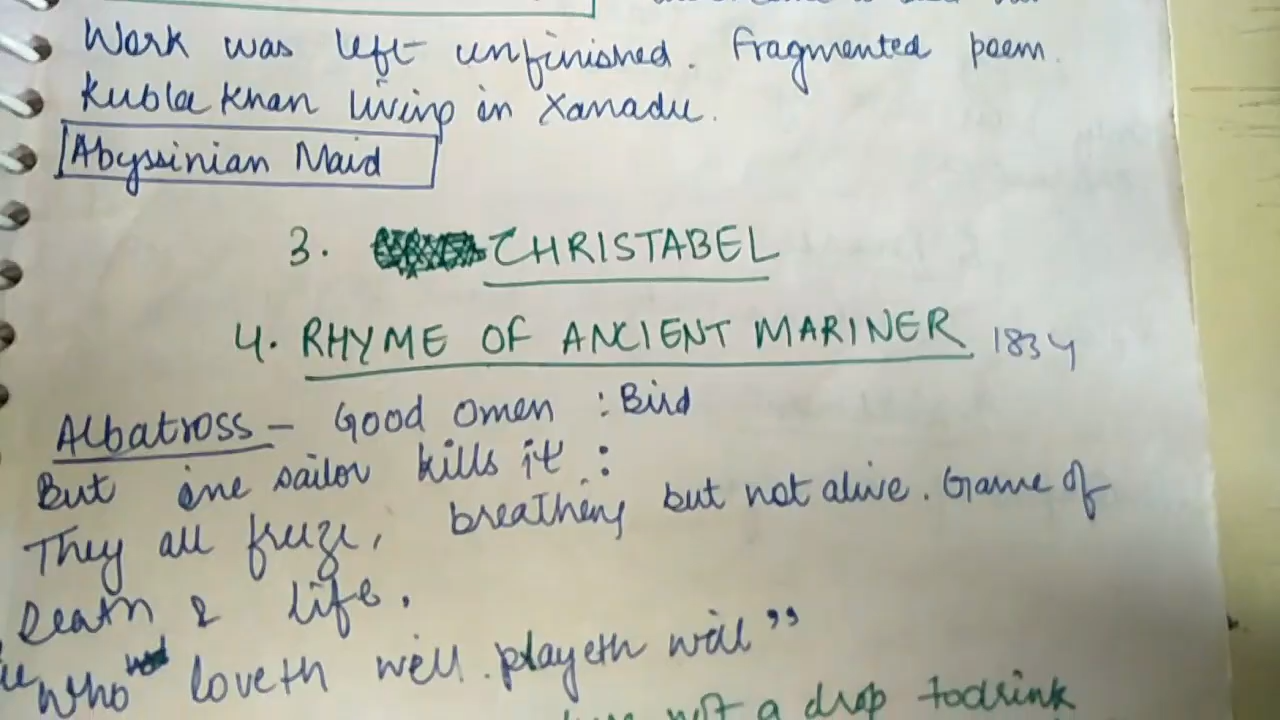 Work was left unfinished. Fragmented poem.
Kubla Khan living in Xanadu.
Abyssinian Maid
3. CHRISTABEL
4. RHYME OF ANCIENT MARINER 1834
Albatross - Good Omen : Bird
But one sailor kills it :
They all freeze, breathing but not alive. Game of
Death & life.
"Who loveth well playeth well"
not a drop to drink